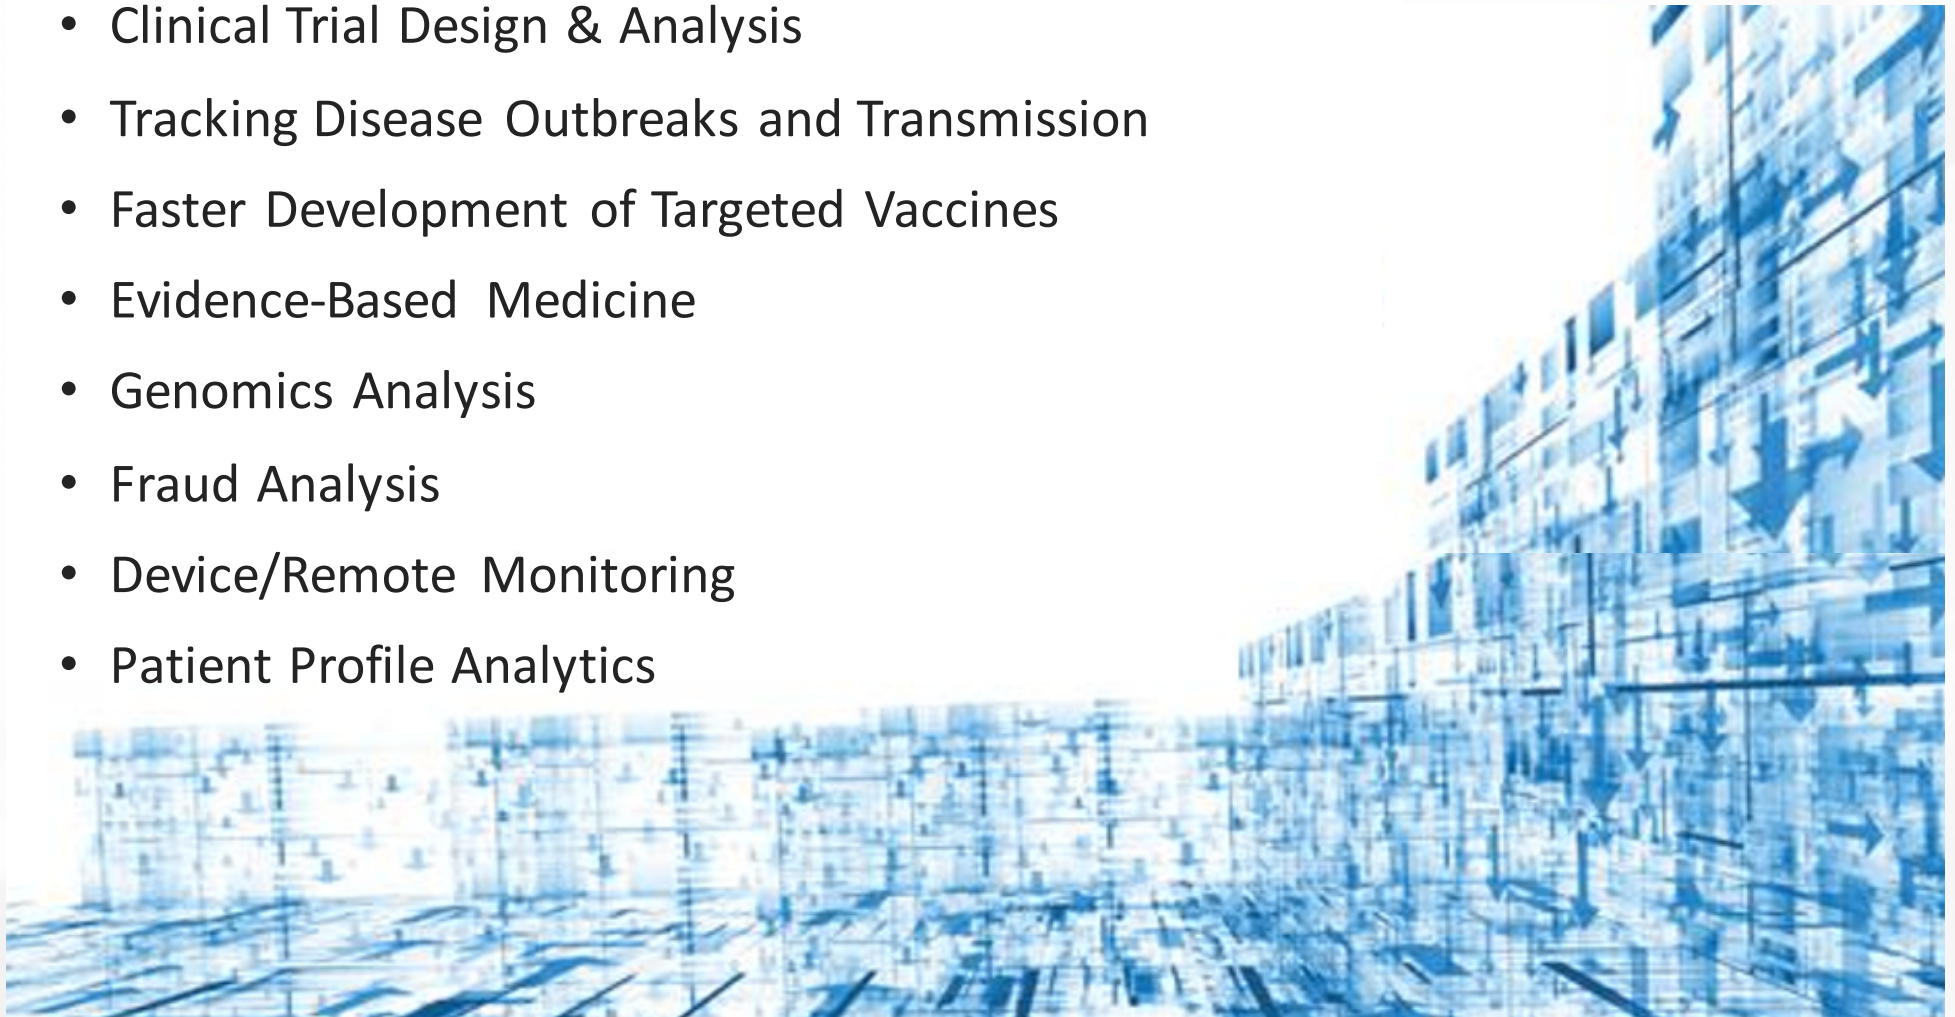 • Clinical Trial Design & Analysis
• Tracking Disease Outbreaks and Transmission
• Faster Development of Targeted Vaccines
• Evidence-Based Medicine
• Genomics Analysis
• Fraud Analysis
• Device/Remote Monitoring
• Patient Profile Analytics